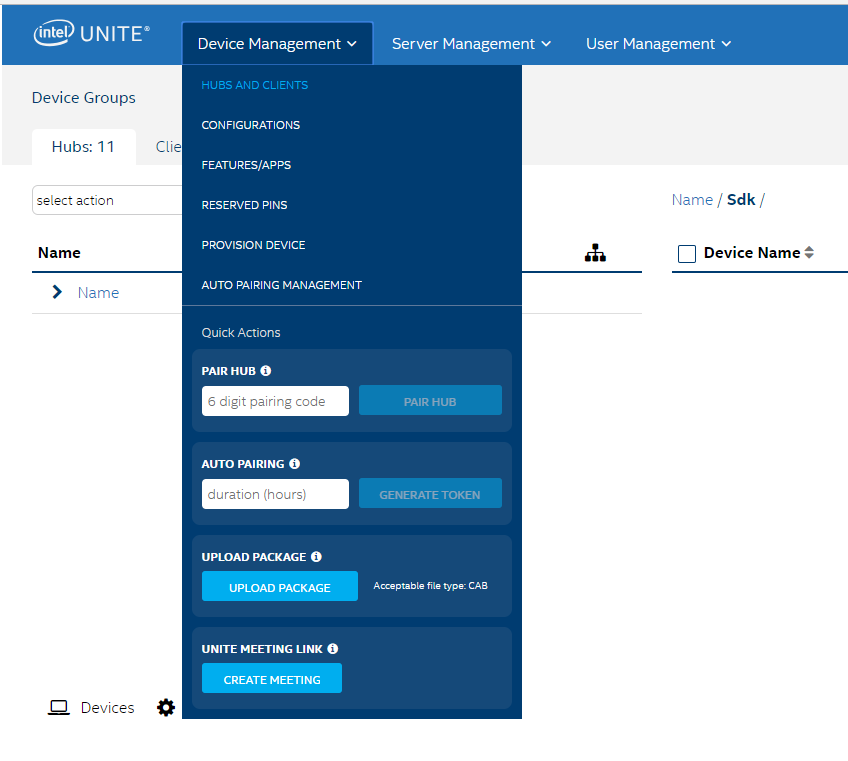 intel UNITE®
Device Management Server Management User Management
Device Groups
HUBS AND CLIENTS
CONFIGURATIONS
Hubs: 11
FEATURES/APPS
select action
RESERVED PINS
Name / Sdk /
PROVISION DEVICE
Name
Device Name
AUTO PAIRING MANAGEMENT
Name
Quick Actions
PAIR HUB
6 digit pairing code PAIR HUB
AUTO PAIRING
duration (hours) GENERATE TOKEN
UPLOAD PACKAGE
UPLOAD PACKAGE Acceptable file type: CAB
UNITE MEETING LINK
CREATE MEETING
Devices